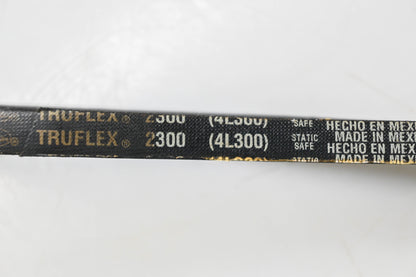 TRUFLEX® 2300 (4L300) SAFE HECHO EN MEX
TRUFLEX® 2300 (4L300) STATIC SAFE MADE IN MEX HECHO EN MEX
STATIC MADE IN MEX